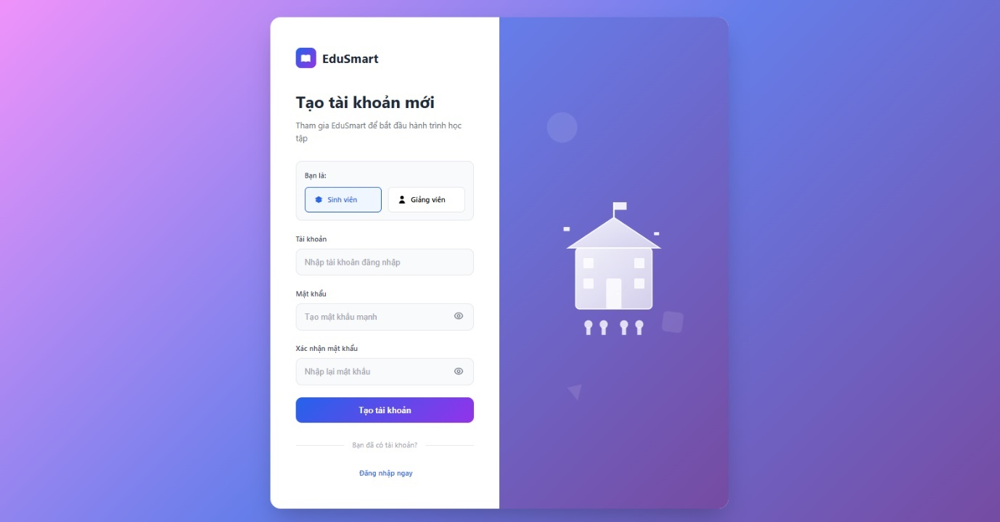 EduSmart
Tạo tài khoản mới
Tham gia EduSmart để bắt đầu hành trình học
tập
Bạn là:
Sinh viên
Giảng viên
Tài khoản
Nhập tài khoản đăng nhập
Mật khẩu
Tạo mật khẩu mạnh
Xác nhận mật khẩu
Nhập lại mật khẩu
Tạo tài khoản
Bạn đã có tài khoản?
Đăng nhập ngay